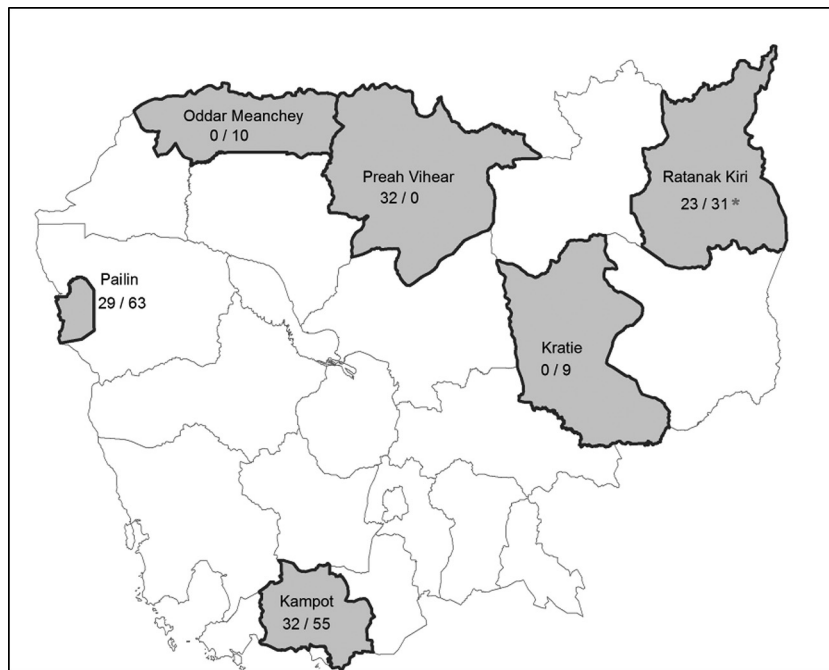 Oddar Meanchey
0 / 10
Preah Vihear
32 / 0
Ratanak Kiri
23 / 31*
Pailin
29 / 63
Kratie
0 / 9
Kampot
32 / 55